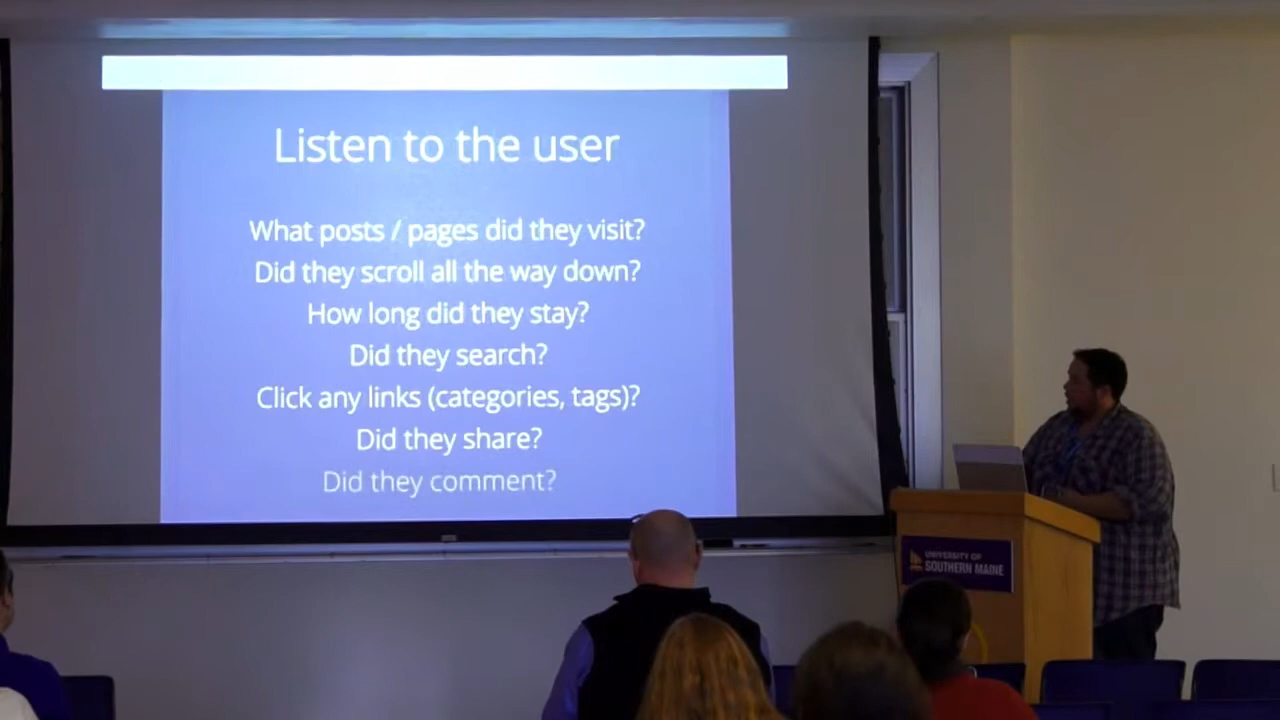 Listen to the user
What posts / pages did they visit?
Did they scroll all the way down?
How long did they stay?
Did they search?
Click any links (categories, tags)?
Did they share?
Did they comment?
UNIVERSITY OF
SOUTHERN MAINE